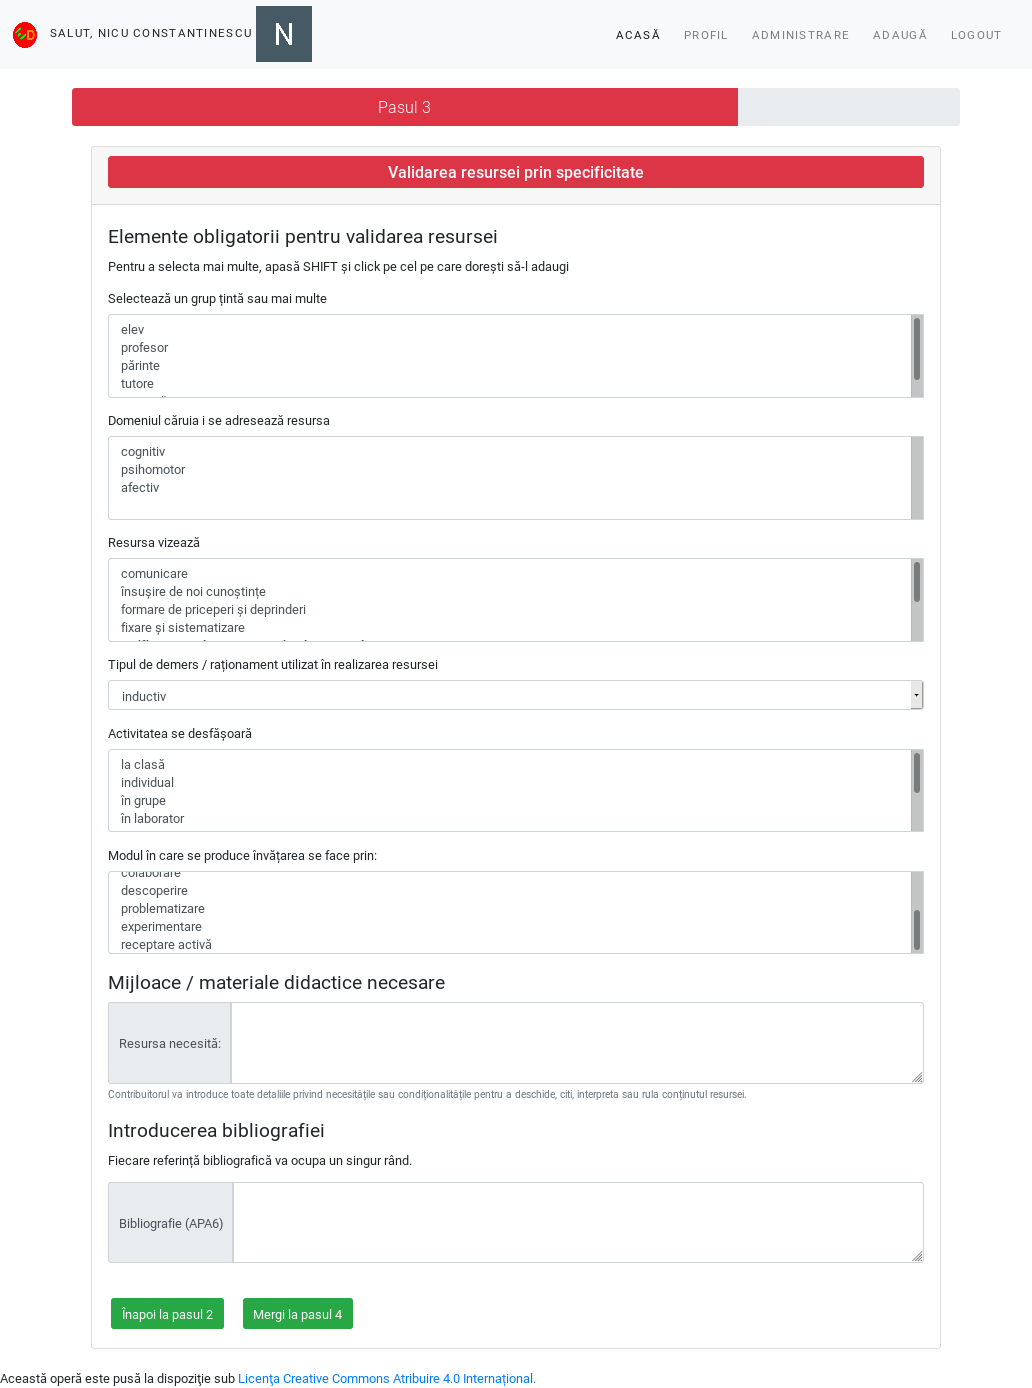 SALUT, NICU CONSTANTINESCU N ACASĂ PROFIL ADMINISTRARE ADAUGĂ LOGOUT
Pasul 3
Validarea resursei prin specificitate
Elemente obligatorii pentru validarea resursei
Pentru a selecta mai multe, apasă SHIFT și click pe cel pe care dorești să-l adaugi
Selectează un grup țintă sau mai multe
elev
profesor
părinte
tutore
Domeniul căruia i se adresează resursa
cognitiv
psihomotor
afectiv
Resursa vizează
comunicare
însușire de noi cunoștințe
formare de priceperi și deprinderi
fixare și sistematizare
Tipul de demers / raționament utilizat în realizarea resursei
inductiv
Activitatea se desfășoară
la clasă
individual
în grupe
în laborator
Modul în care se produce învățarea se face prin:
colaborare
descoperire
problematizare
experimentare
receptare activă
Mijloace / materiale didactice necesare
Resursa necesită:
Contribuitorul va introduce toate detaliile privind necesitățile sau condiționalitățile pentru a deschide, citi, interpreta sau rula conținutul resursei.
Introducerea bibliografiei
Fiecare referință bibliografică va ocupa un singur rând.
Bibliografie (APA6)
Înapoi la pasul 2 Mergi la pasul 4
Această operă este pusă la dispoziţie sub Licenţa Creative Commons Atribuire 4.0 Internațional.